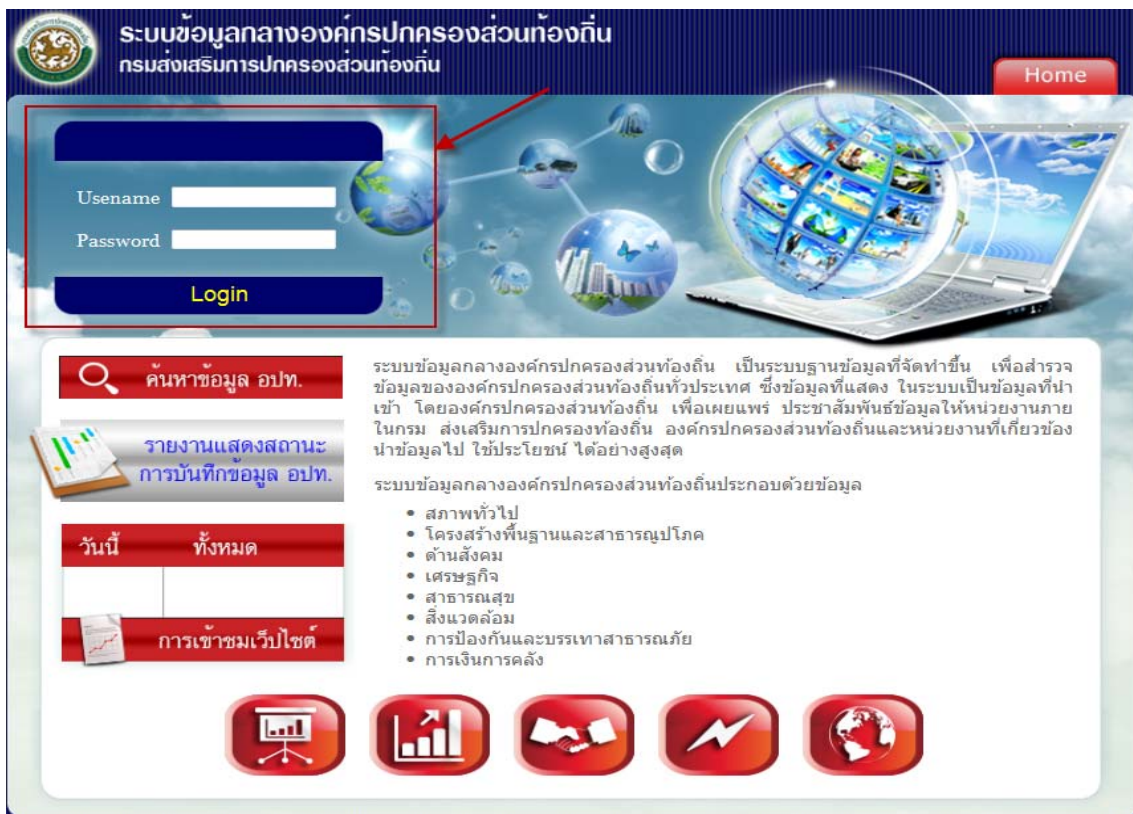 ระบบข้อมูลกลางองค์กรปกครองส่วนท้องถิ่น
กรมส่งเสริมการปกครองส่วนท้องถิ่น
Home
Usename
Password
Login
ค้นหาข้อมูล อปท.
รายงานแสดงสถานะ
การบันทึกข้อมูล อปท.
วันนี้ ทั้งหมด
การเข้าชมเว็ปไซต์
ระบบข้อมูลกลางองค์กรปกครองส่วนท้องถิ่น เป็นระบบฐานข้อมูลที่จัดทำขึ้น เพื่อสำรวจ
ข้อมูลขององค์กรปกครองส่วนท้องถิ่นทั่วประเทศ ซึ่งข้อมูลที่แสดง ในระบบเป็นข้อมูลที่นำ
เข้า โดยองค์กรปกครองส่วนท้องถิ่น เพื่อเผยแพร่ ประชาสัมพันธ์ข้อมูลให้หน่วยงานภาย
ในกรม ส่งเสริมการปกครองท้องถิ่น องค์กรปกครองส่วนท้องถิ่นและหน่วยงานที่เกี่ยวข้อง
นำข้อมูลไป ใช้ประโยชน์ ได้อย่างสูงสุด
ระบบข้อมูลกลางองค์กรปกครองส่วนท้องถิ่นประกอบด้วยข้อมูล
• สภาพทั่วไป
• โครงสร้างพื้นฐานและสาธารณูปโภค
• ด้านสังคม
• เศรษฐกิจ
• สาธารณสุข
• สิ่งแวดล้อม
• การป้องกันและบรรเทาสาธารณภัย
• การเงินการคลัง